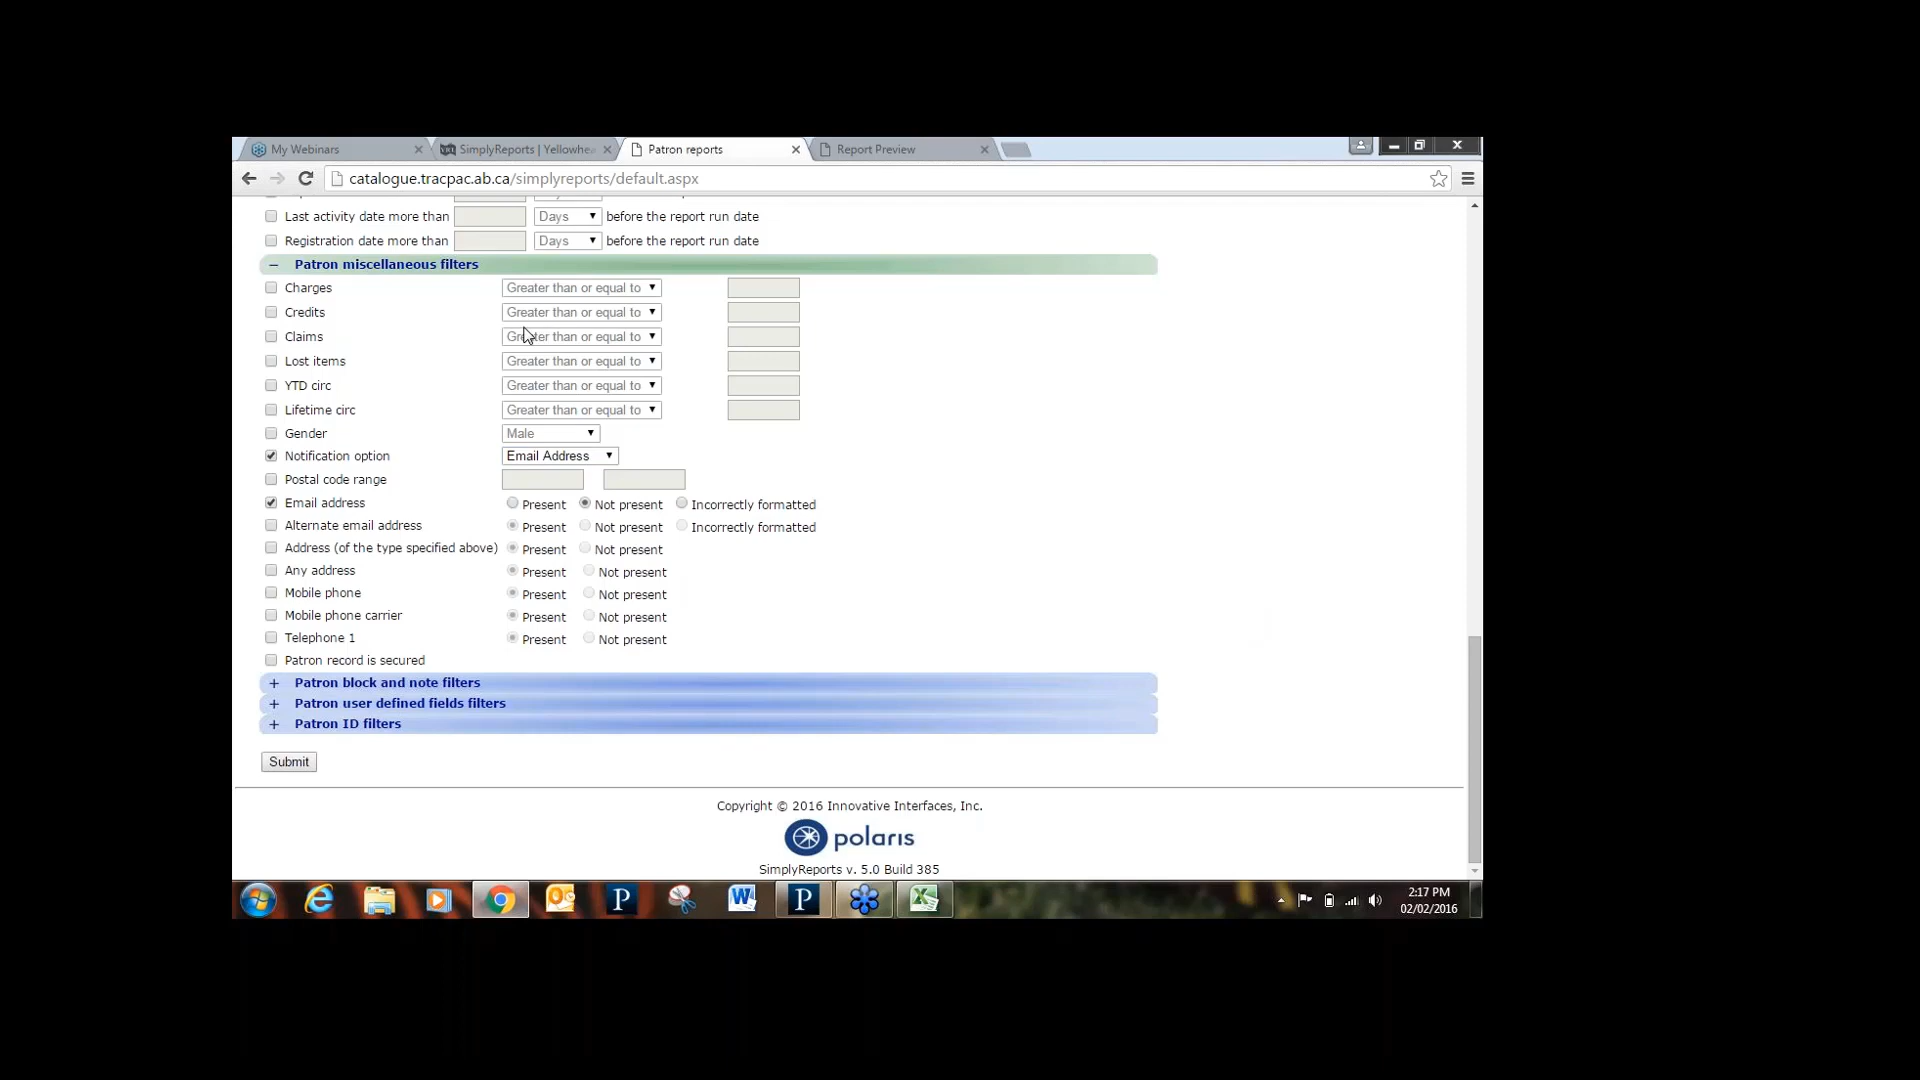 My Webinars
SimplyReports | Yellowhe
Patron reports
Report Preview
catalogue.tracpac.ab.ca/simplyreports/default.aspx
Last activity date more than Days before the report run date
Registration date more than Days before the report run date
− Patron miscellaneous filters
Charges Greater than or equal to
Credits Greater than or equal to
Claims Greater than or equal to
Lost items Greater than or equal to
YTD circ Greater than or equal to
Lifetime circ Greater than or equal to
Gender Male
Notification option Email Address
Postal code range
Email address Present Not present Incorrectly formatted
Alternate email address Present Not present Incorrectly formatted
Address (of the type specified above) Present Not present
Any address Present Not present
Mobile phone Present Not present
Mobile phone carrier Present Not present
Telephone 1 Present Not present
Patron record is secured
+ Patron block and note filters
+ Patron user defined fields filters
+ Patron ID filters
Submit
Copyright © 2016 Innovative Interfaces, Inc.
polaris
SimplyReports v. 5.0 Build 385
2:17 PM
02/02/2016